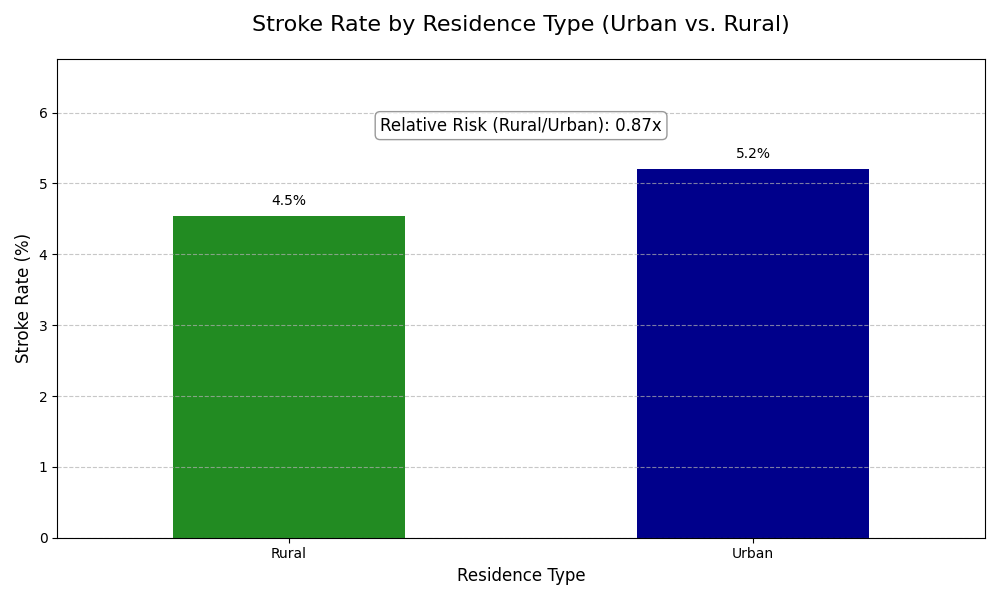 Stroke Rate by Residence Type (Urban vs. Rural)
Stroke Rate (%)
6
5
4
3
2
1
0
Relative Risk (Rural/Urban): 0.87x
4.5%
5.2%
Rural
Urban
Residence Type